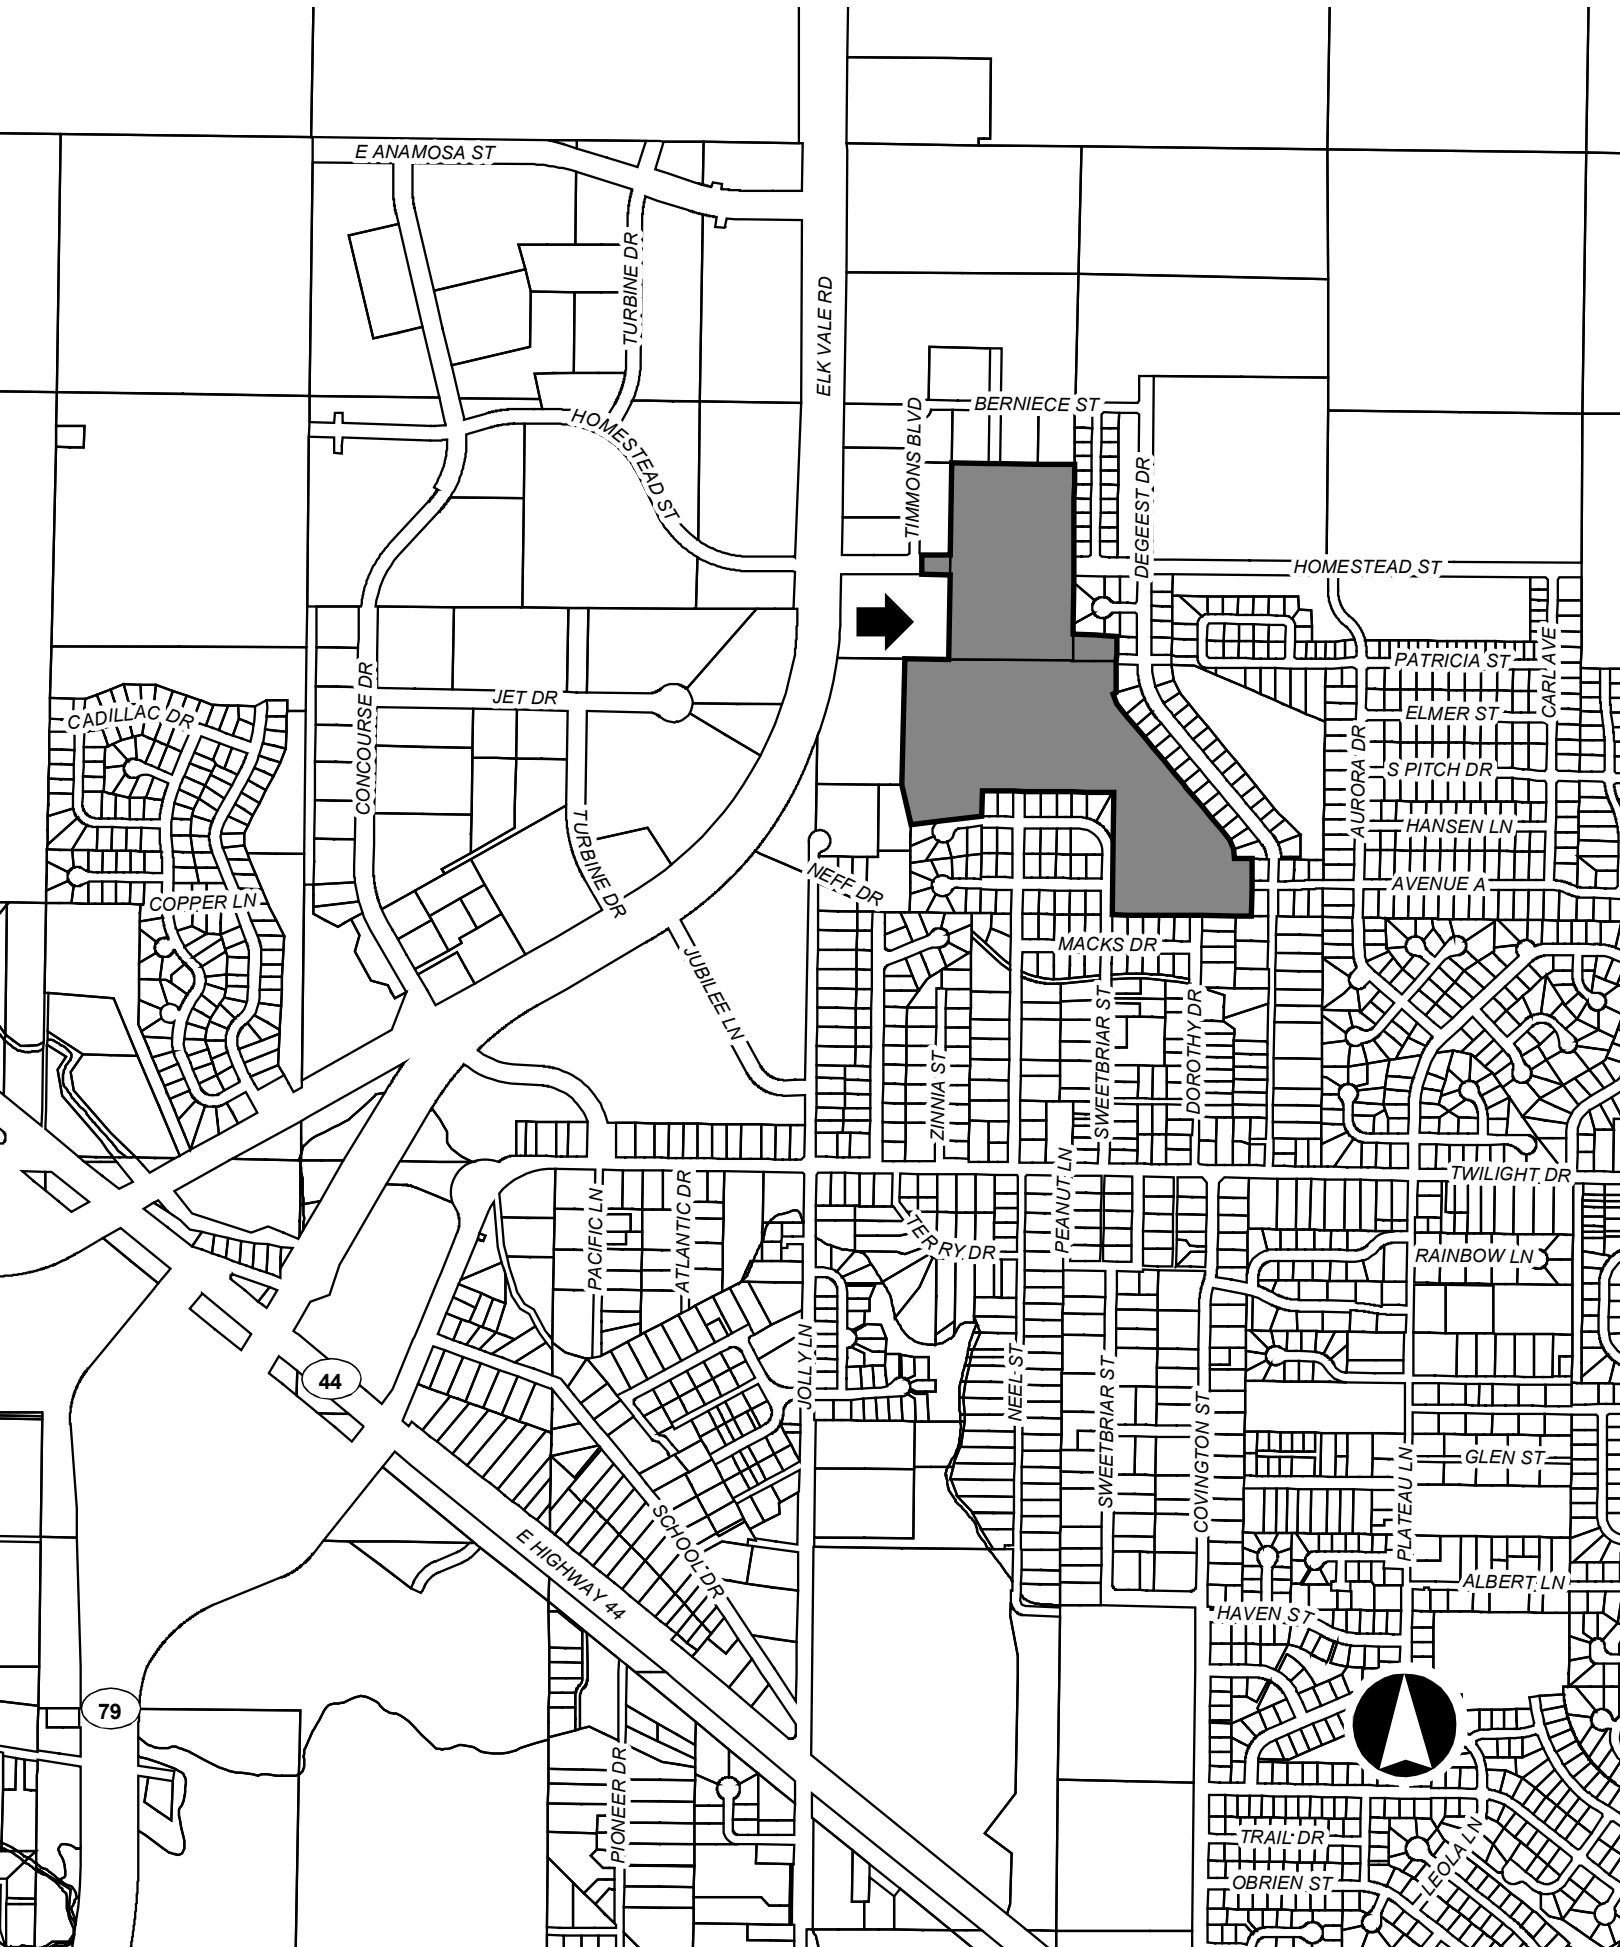 E ANAMOSA ST
TURBINE DR
ELK VALE RD
BERNIECE ST
TIMMONS BLVD
HOMESTEAD ST
DEGEEST DR
HOMESTEAD ST
CARL AVE
PATRICIA ST
CONCOURSE DR
JET DR
ELMER ST
CADILLAC DR
AURORA DR
S PITCH DR
TURBINE DR
HANSEN LN
NEFF DR
AVENUE A
COPPER LN
MACKS DR
JUBILEE LN
SWEETBRIAR ST
DOROTHY DR
ZINNIA ST
PEANUT LN
TWILIGHT DR
PACIFIC LN
ATLANTIC DR
TERRY DR
RAINBOW LN
JOLLY LN
NEEL ST
44
SWEETBRIAR ST
COVINGTON ST
GLEN ST
PLATEAU LN
SCHOOL DR
E HIGHWAY 44
ALBERT LN
HAVEN ST
79
PIONEER DR
TRAIL DR
LEOLA LN
OBRIEN ST